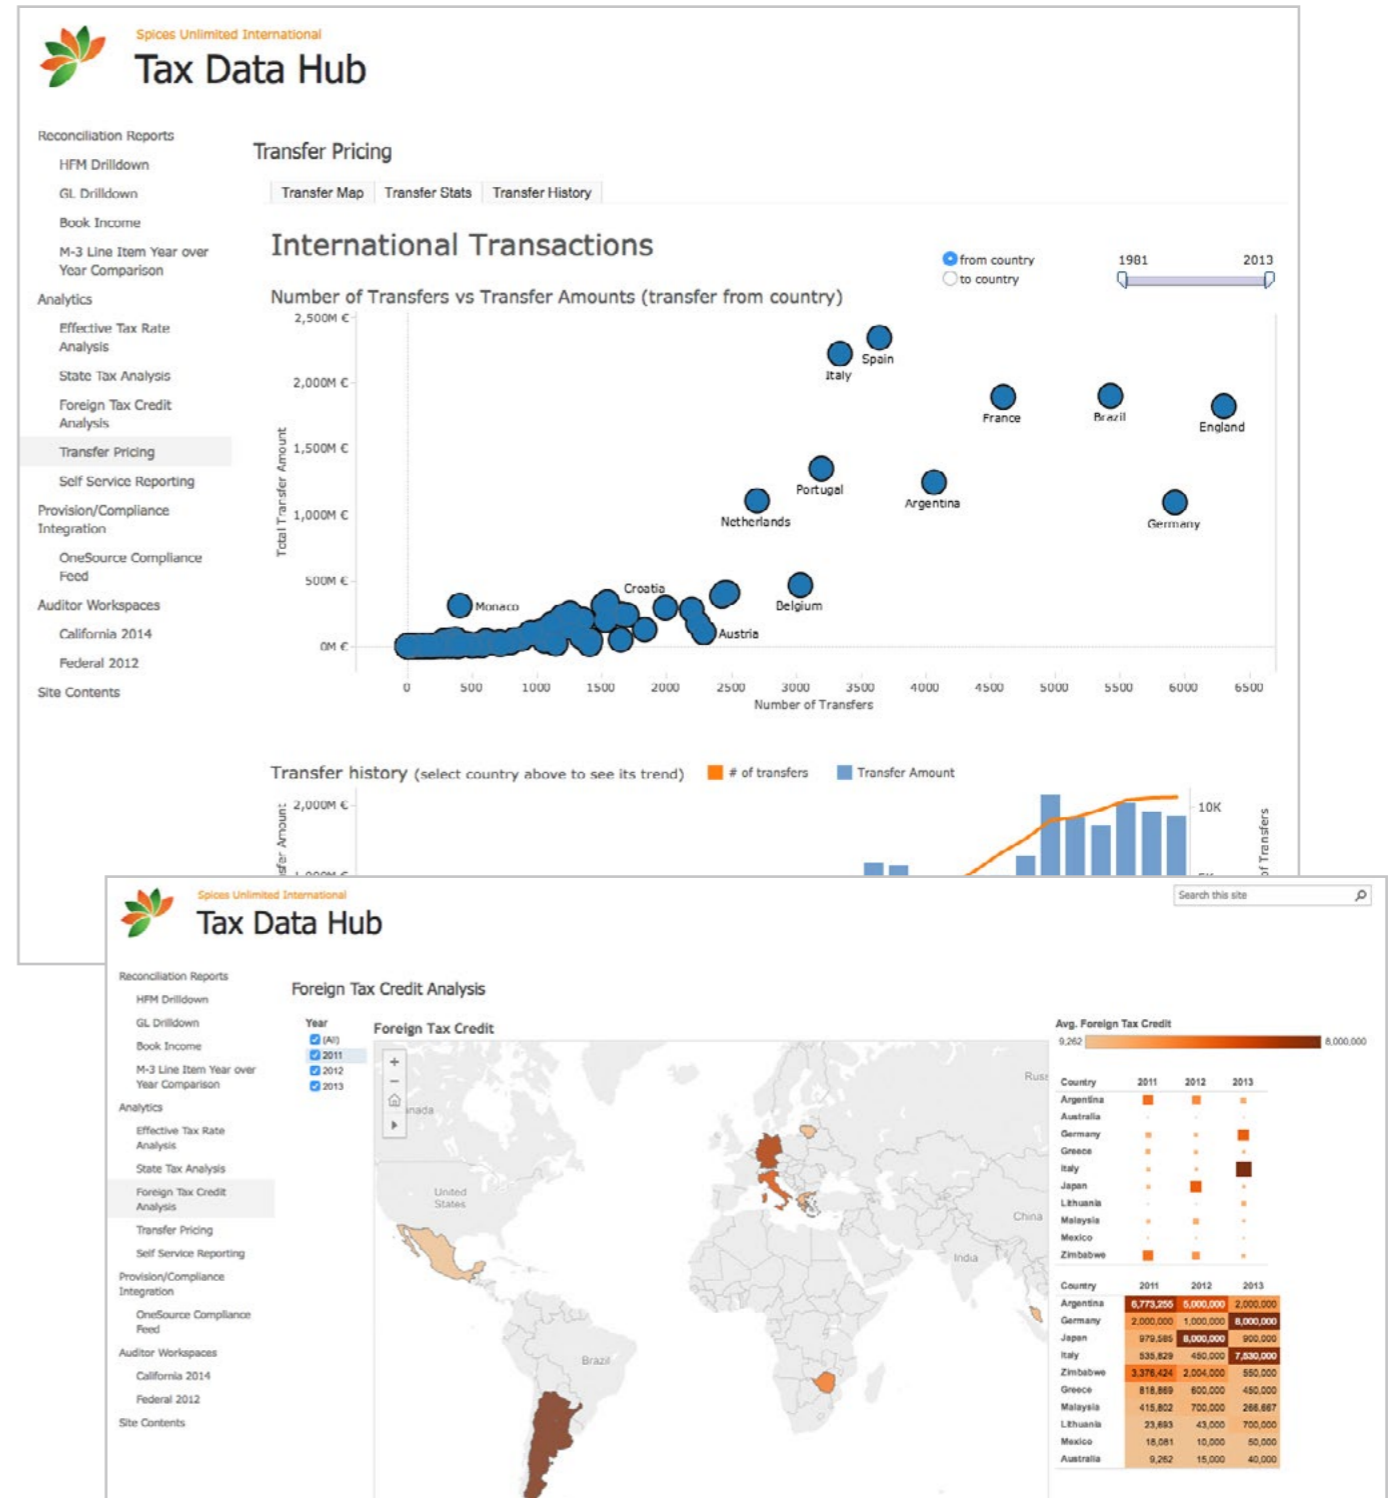 Spices Unlimited International
Tax Data Hub
Reconciliation Reports
HFM Drilldown
GL Drilldown
Book Income
M-3 Line Item Year over
Year Comparison
Analytics
Effective Tax Rate
Analysis
State Tax Analysis
Foreign Tax Credit
Analysis
Transfer Pricing
Self Service Reporting
Provision/Compliance
Integration
OneSource Compliance
Feed
Auditor Workspaces
California 2014
Federal 2012
Site Contents
Transfer Pricing
Transfer Map Transfer Stats Transfer History
International Transactions
from country
to country
1981 2013
Number of Transfers vs Transfer Amounts (transfer from country)
2,500M €
2,000M €
1,500M €
1,000M €
500M €
0M €
Total Transfer Amount
Spain
Italy
France
Brazil
England
Portugal
Argentina
Netherlands
Germany
Croatia
Monaco
Belgium
Austria
0 500 1000 1500 2000 2500 3000 3500 4000 4500 5000 5500 6000 6500
Number of Transfers
Transfer history (select country above to see its trend) # of transfers Transfer Amount
2,000M €
10K
Spices Unlimited International
Tax Data Hub
Search this site
Reconciliation Reports
HFM Drilldown
GL Drilldown
Book Income
M-3 Line Item Year over
Year Comparison
Analytics
Effective Tax Rate
Analysis
State Tax Analysis
Foreign Tax Credit
Analysis
Transfer Pricing
Self Service Reporting
Provision/Compliance
Integration
OneSource Compliance
Feed
Auditor Workspaces
California 2014
Federal 2012
Site Contents
Foreign Tax Credit Analysis
Year
(All)
2011
2012
2013
Foreign Tax Credit
United
States
Brazil
India
China
Avg. Foreign Tax Credit
9,262 8,000,000
Country 2011 2012 2013
Argentina
Australia
Germany
Greece
Italy
Japan
Lithuania
Malaysia
Mexico
Zimbabwe
Country 2011 2012 2013
Argentina 6,773,255 5,000,000 2,000,000
Germany 2,000,000 1,000,000 8,000,000
Japan 979,585 8,000,000 900,000
Italy 535,829 450,000 7,530,000
Zimbabwe 3,376,424 2,004,000 550,000
Greece 818,869 600,000 450,000
Malaysia 415,802 700,000 266,667
Lithuania 23,693 43,000 700,000
Mexico 18,081 10,000 50,000
Australia 9,262 15,000 40,000